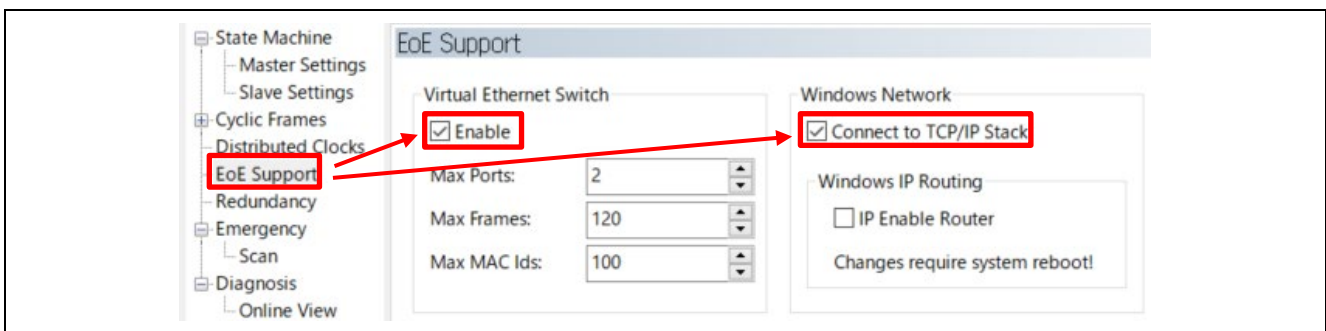 State Machine
Master Settings
Slave Settings
Cyclic Frames
Distributed Clocks
EoE Support
Redundancy
Emergency
Scan
Diagnosis
Online View
EoE Support
Virtual Ethernet Switch
Enable
Max Ports: 2
Max Frames: 120
Max MAC Ids: 100
Windows Network
Connect to TCP/IP Stack
Windows IP Routing
IP Enable Router
Changes require system reboot!